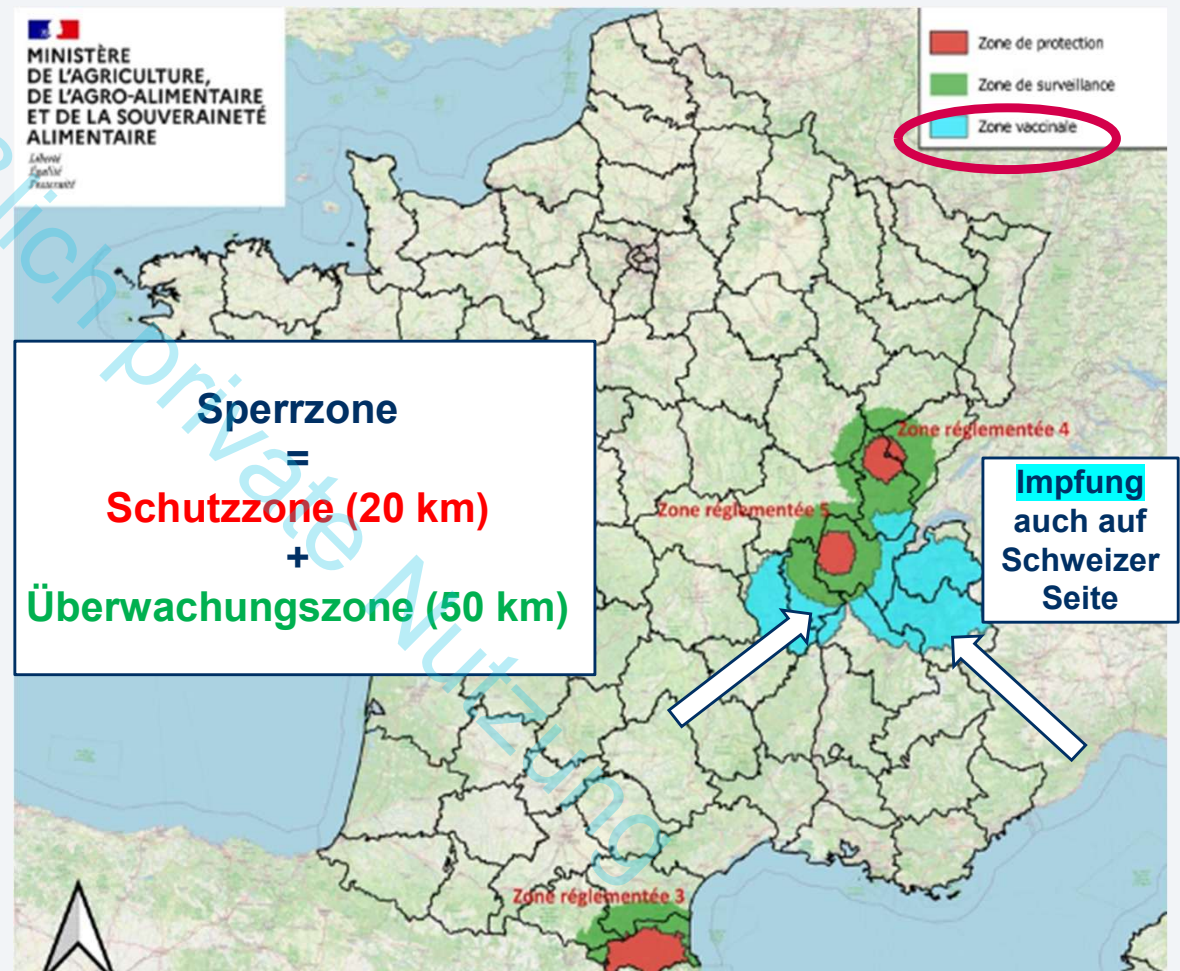 MINISTÈRE
DE L'AGRICULTURE,
DE L'AGRO-ALIMENTAIRE
ET DE LA SOUVERAINETÉ
ALIMENTAIRE
Liberté
Égalité
Fraternité
Zone de protection
Zone de surveillance
Zone vaccinale
Sperrzone
=
Schutzzone (20 km)
+
Überwachungszone (50 km)
Zone réglementée 4
Zone réglementée 5
Impfung
auch auf
Schweizer
Seite
Zone réglementée 3
lich private Nutzung